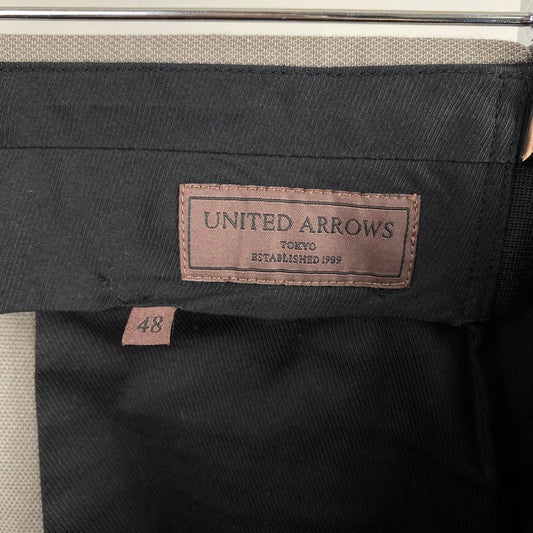 UNITED ARROWS
TOKYO
ESTABLISHED 1989
48